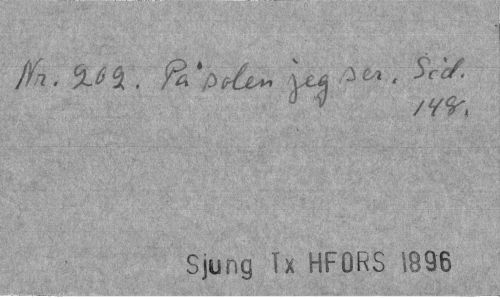 Nr. 202. På solen jeg ser. Sid.
148.
Sjung Tx HFORS 1896